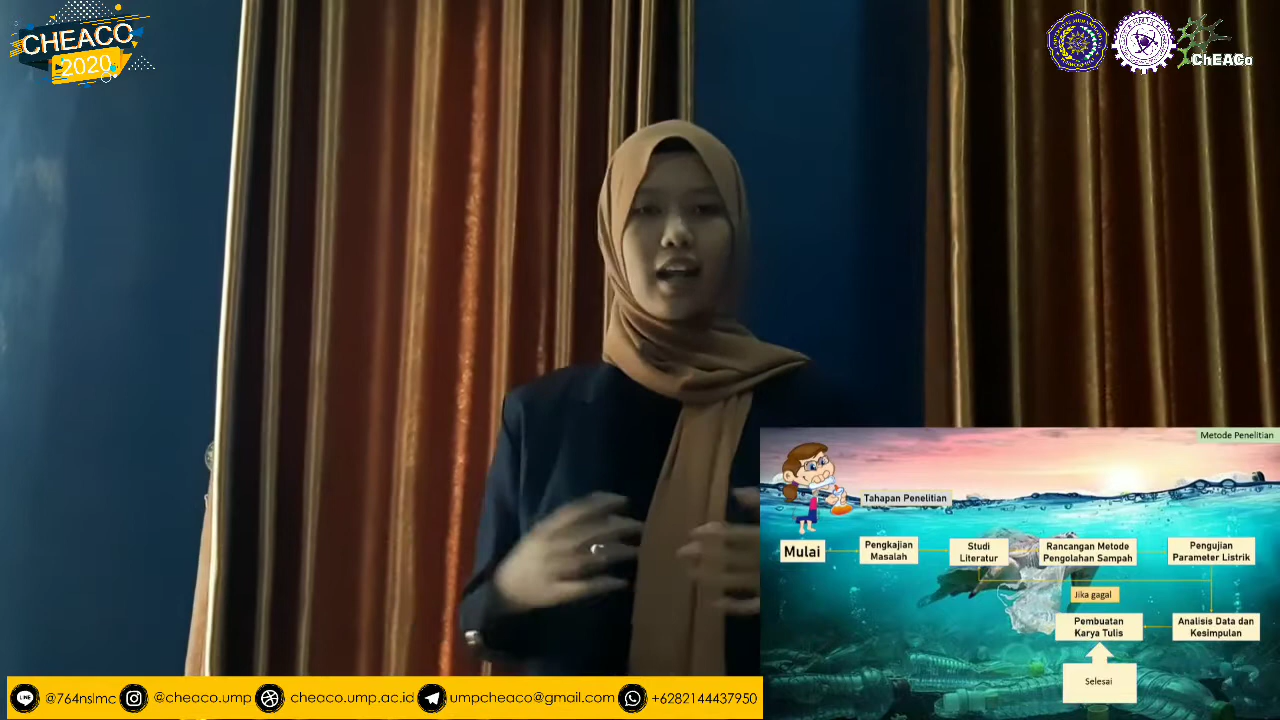 CHEACO
2020
ChEACo
Metode Penelitian
Tahapan Penelitian
Mulai
Pengkajian
Masalah
Studi
Literatur
Rancangan Metode
Pengolahan Sampah
Pengujian
Parameter Listrik
Jika gagal
Pembuatan
Karya Tulis
Analisis Data dan
Kesimpulan
Selesai
LINE
@764nslmc
@cheaco.ump
cheaco.ump.ac.id
umpcheaco@gmail.com
+6282144437950